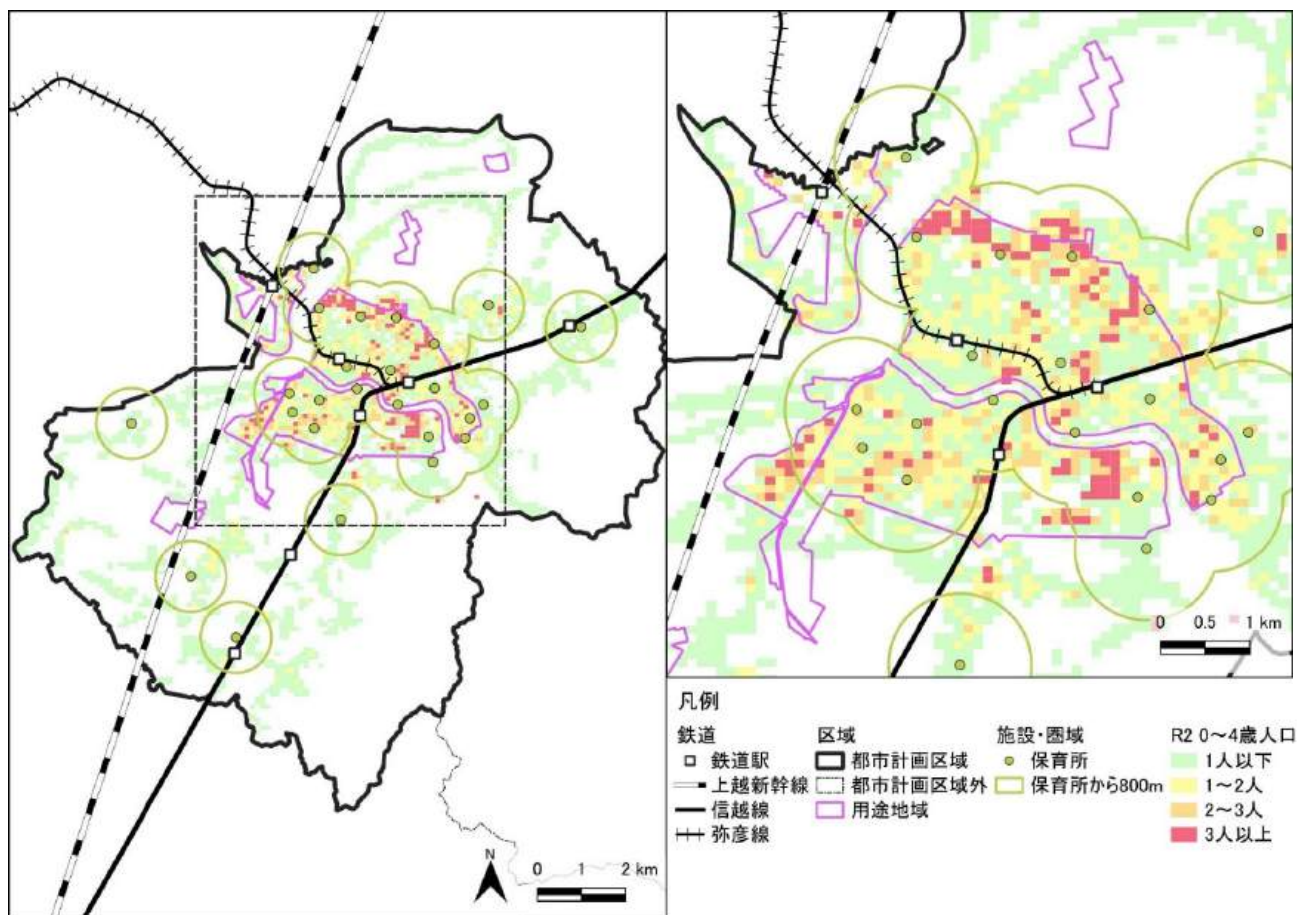 N
0 1 2 km
0 0.5 1 km
凡例
鉄道
鉄道駅
上越新幹線
信越線
弥彦線
区域
都市計画区域
都市計画区域外
用途地域
施設・圏域
保育所
保育所から800m
R2 0～4歳人口
1人以下
1～2人
2～3人
3人以上